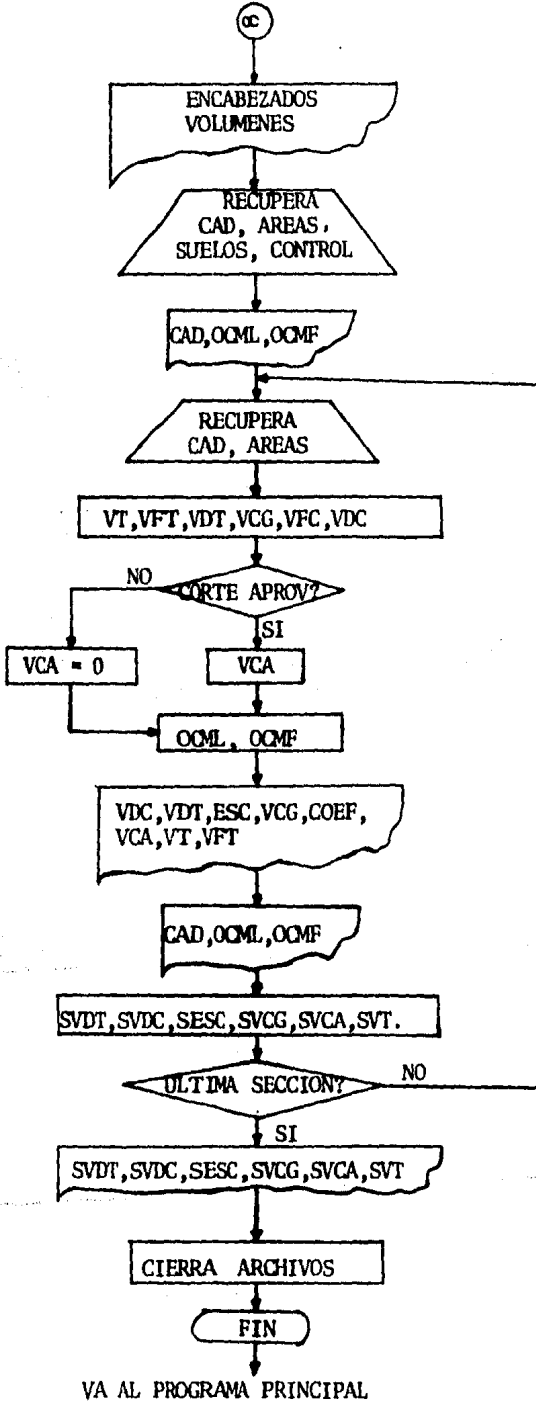 ∝
ENCABEZADOS
VOLUMENES
RECUPERA
CAD, AREAS,
SUELOS, CONTROL
CAD,OCML,OCMF
RECUPERA
CAD, AREAS
VT,VFT,VDT,VCG,VFC,VDC
CORTE APROV?
NO
SI
VCA = 0
VCA
OCML, OCMF
VDC,VDT,ESC,VCG,COEF,
VCA,VT,VFT
CAD,OCML,OCMF
SVDT,SVDC,SESC,SVCG,SVCA,SVT.
ULTIMA SECCION?
NO
SI
SVDT,SVDC,SESC,SVCG,SVCA,SVT
CIERRA ARCHIVOS
FIN
VA AL PROGRAMA PRINCIPAL